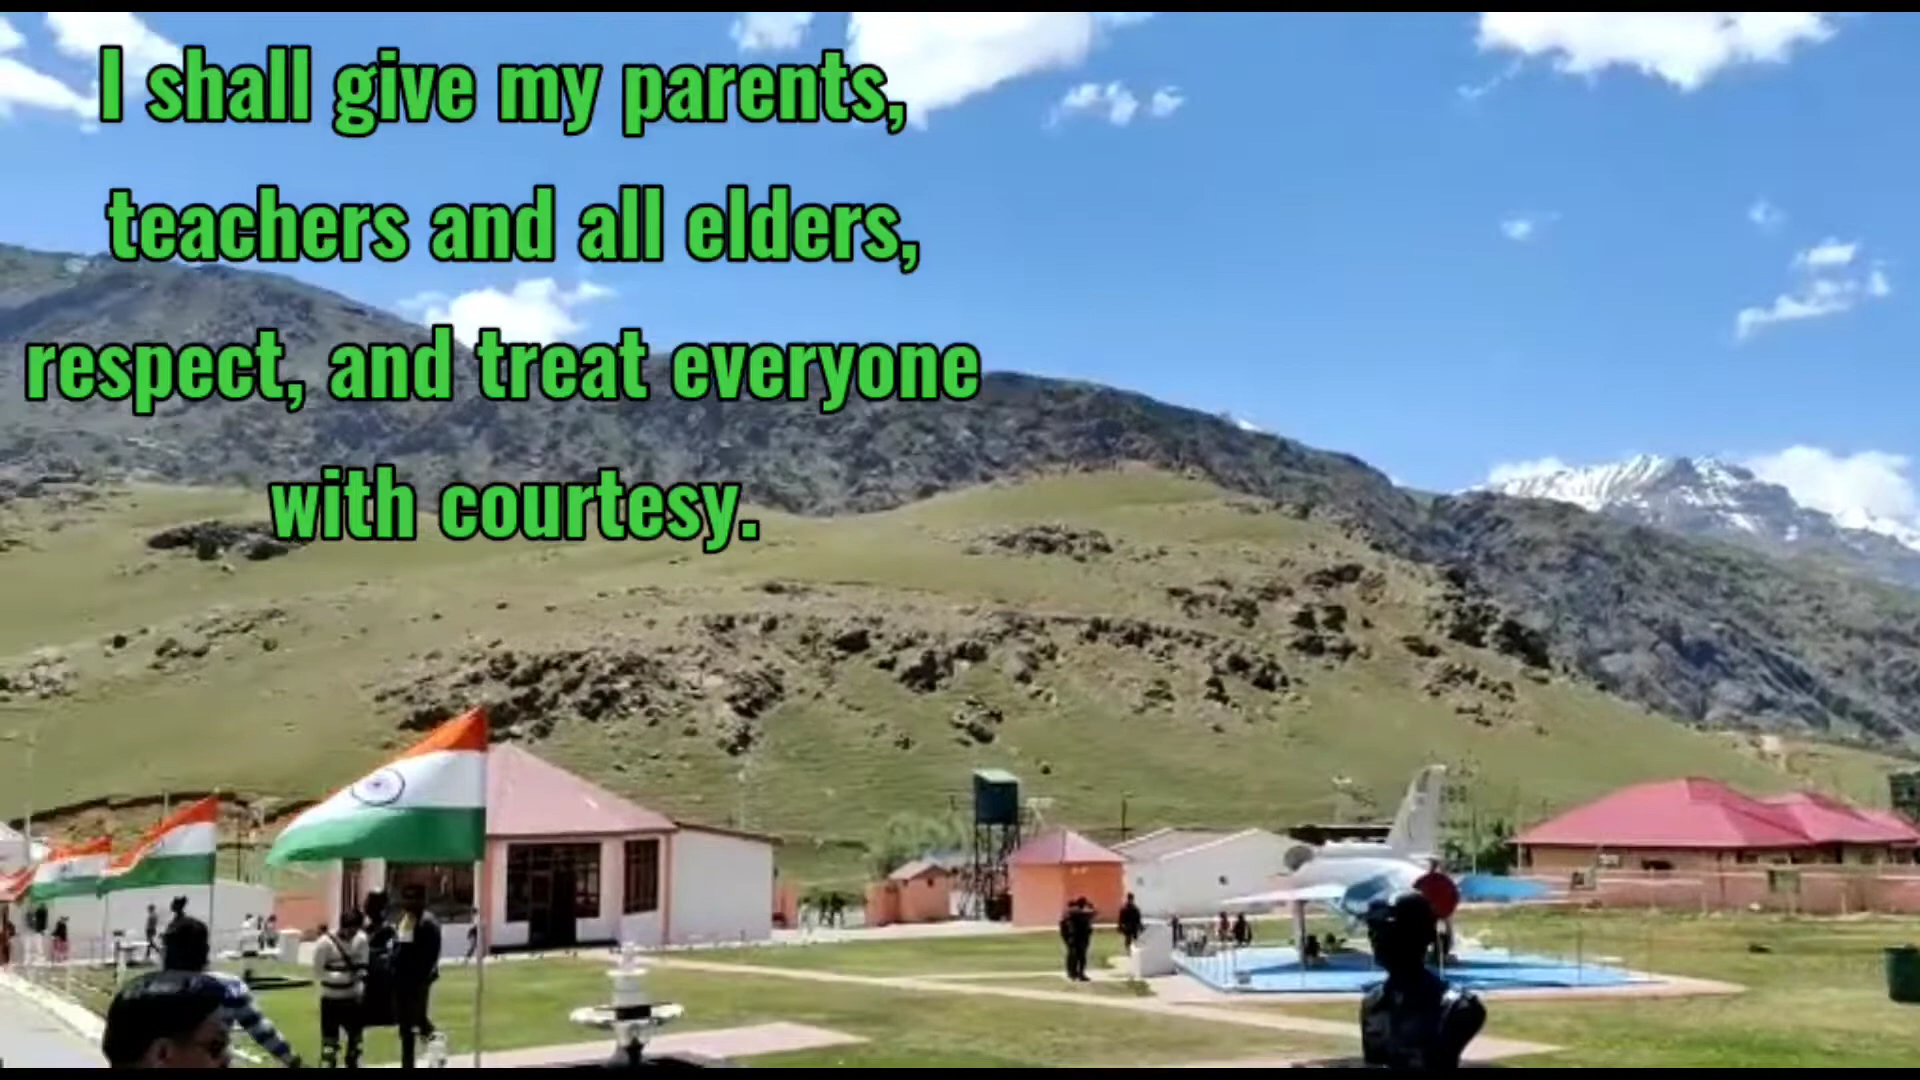 I shall give my parents,
teachers and all elders,
respect, and treat everyone
with courtesy.